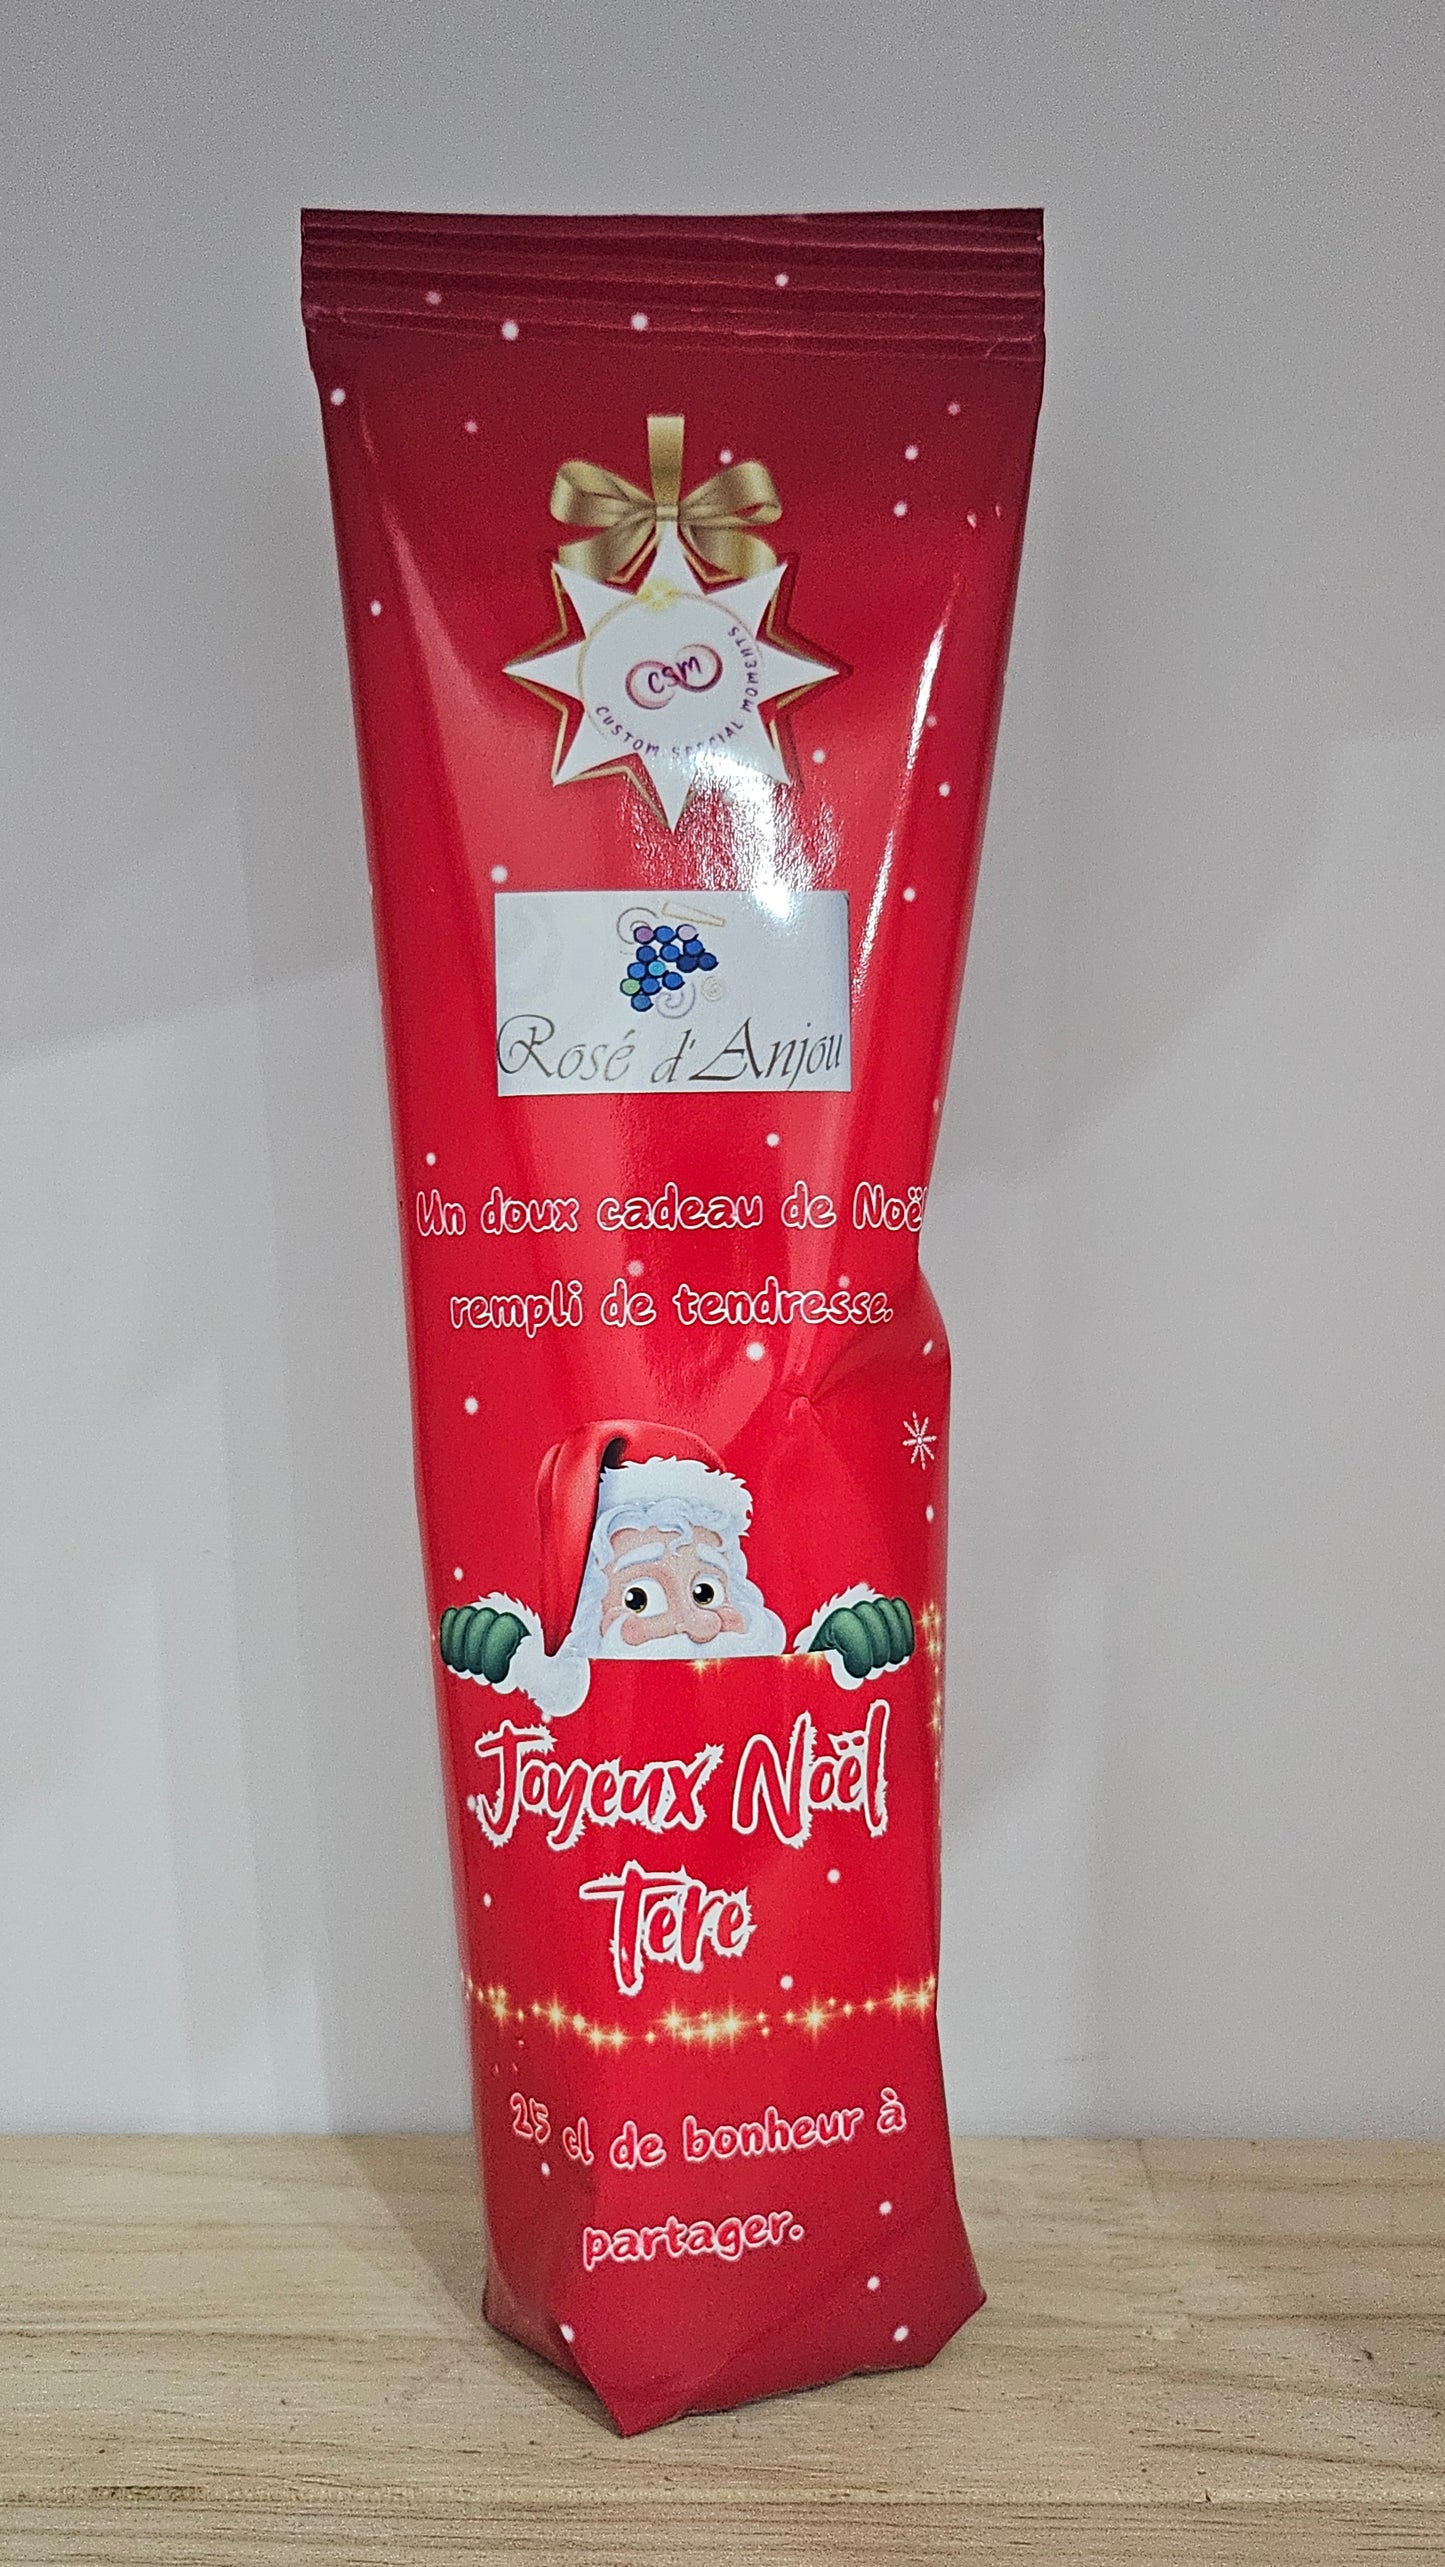 CSM
CUSTOM SPECIAL MOMENTS
Rosé d'Anjou
Un doux cadeau de Noël
rempli de tendresse.
Joyeux Noël
Tere
25 cl de bonheur à
partager.